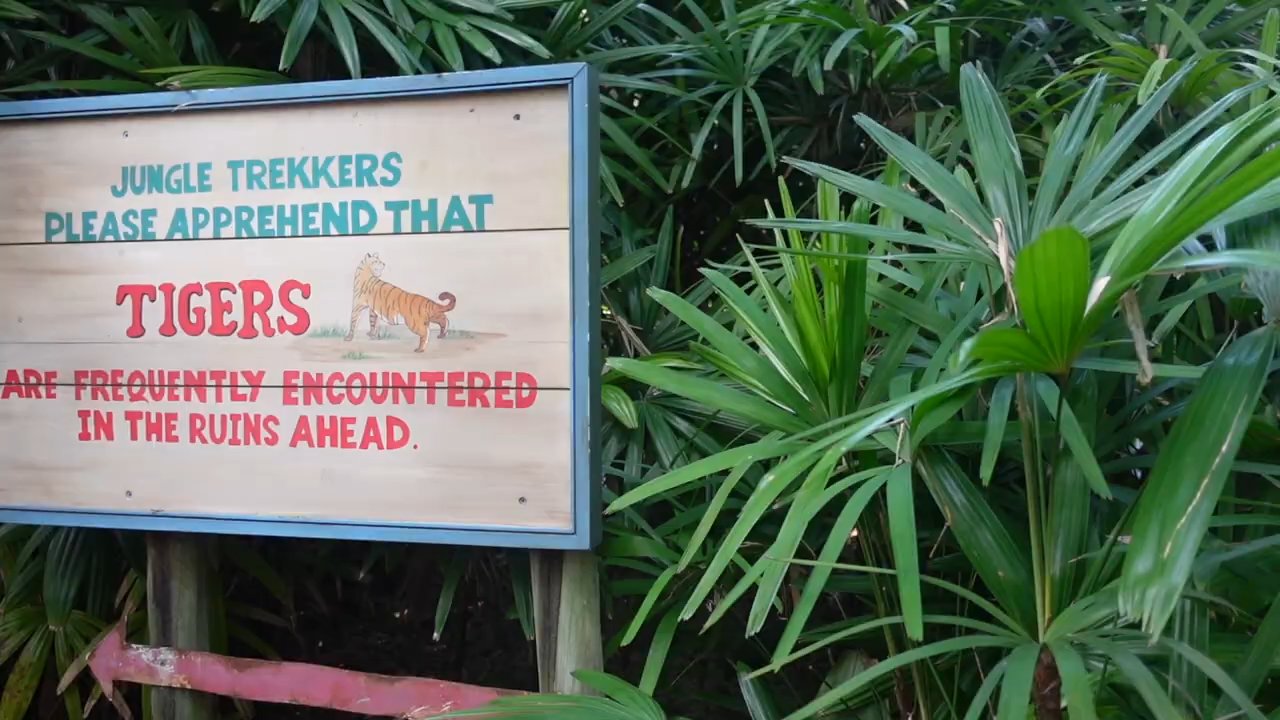 JUNGLE TREKKERS
PLEASE APPREHEND THAT
TIGERS
ARE FREQUENTLY ENCOUNTERED
IN THE RUINS AHEAD.